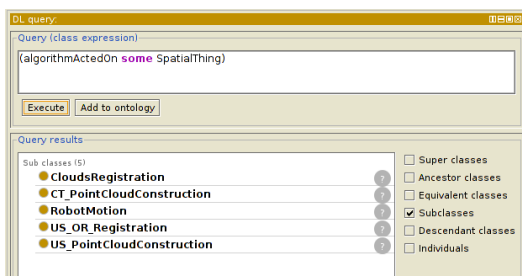 DL query:
Query (class expression)
(algorithmActedOn some SpatialThing)
Execute
Add to ontology
Query results
Sub classes (5)
CloudsRegistration
?
CT_PointCloudConstruction
?
RobotMotion
?
US_OR_Registration
?
US_PointCloudConstruction
?
Super classes
Ancestor classes
Equivalent classes
Subclasses
Descendant classes
Individuals